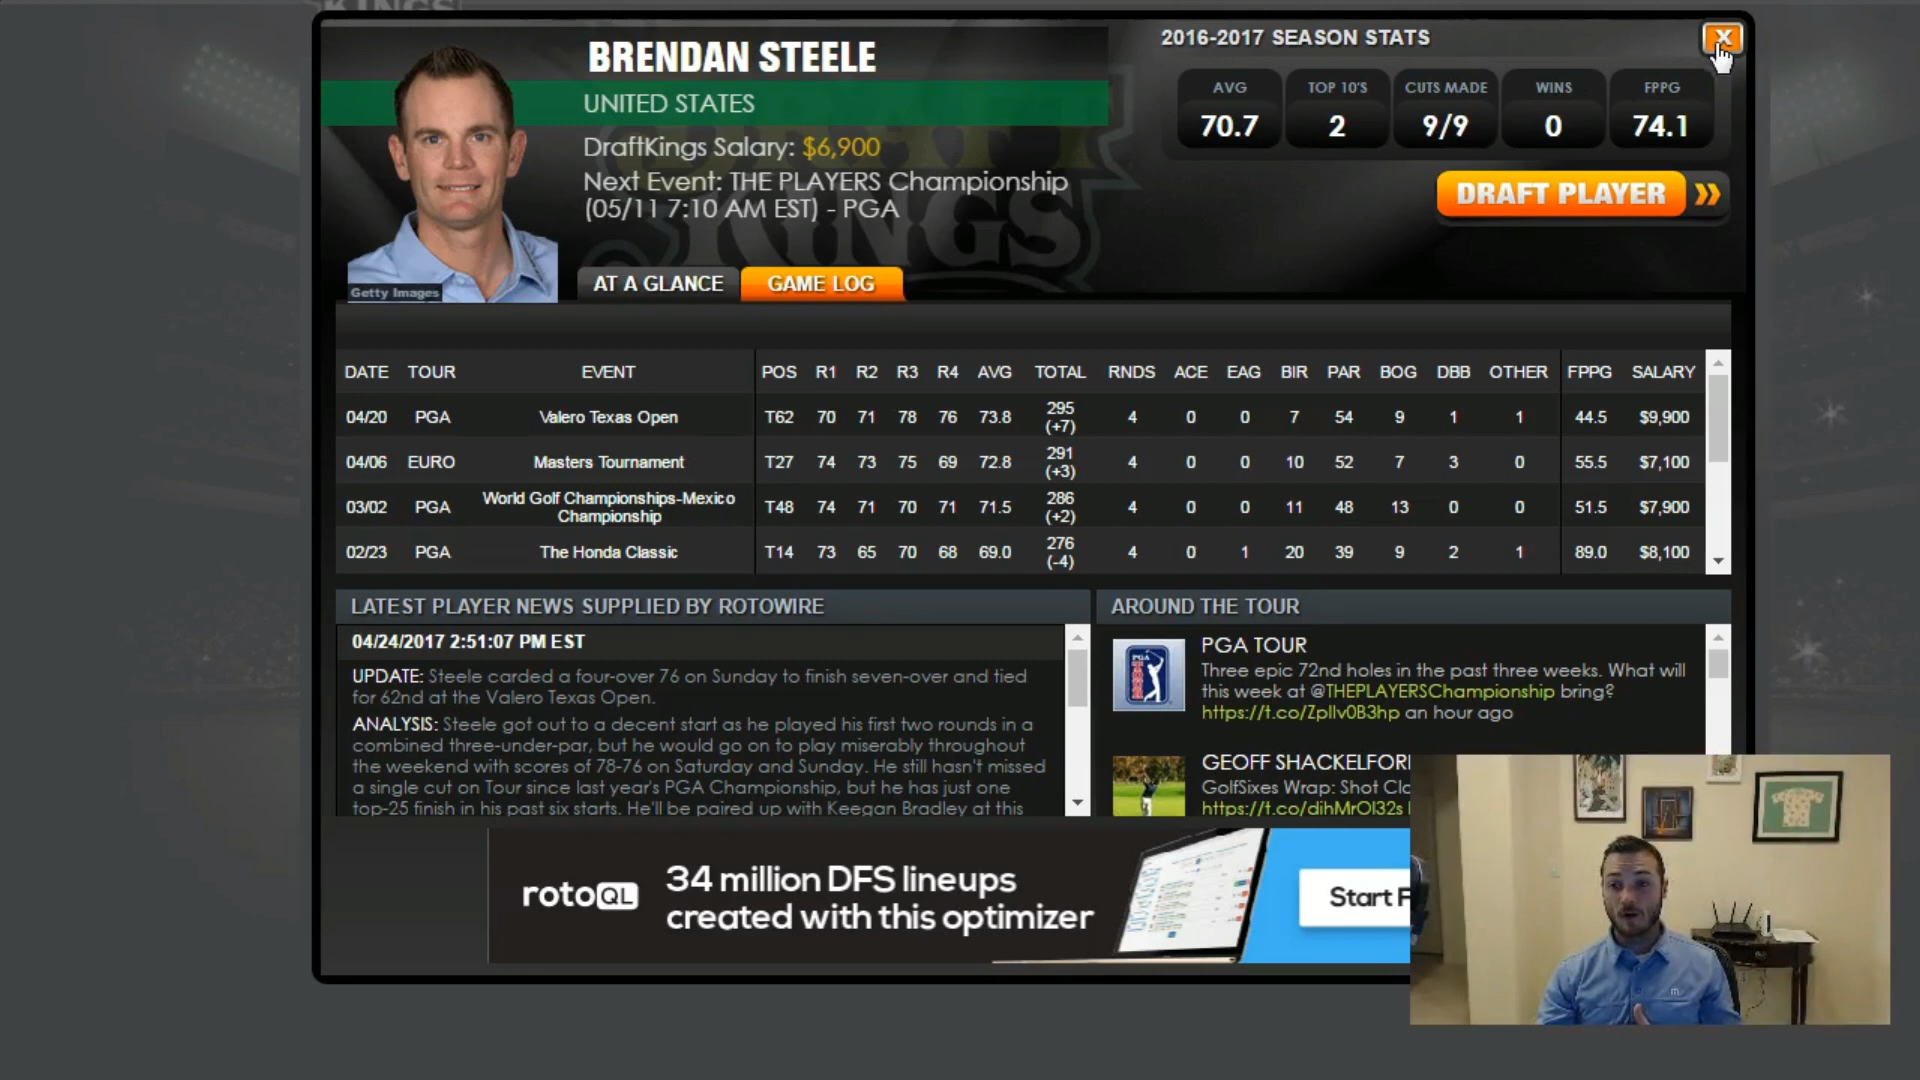 KINGS
BRENDAN STEELE
UNITED STATES
DraftKings Salary: $6,900
Next Event: THE PLAYERS Championship
(05/11 7:10 AM EST) - PGA
Getty Images
2016-2017 SEASON STATS
X
AVG TOP 10'S CUTS MADE WINS FPPG
70.7 2 9/9 0 74.1
DRAFT PLAYER
DRAFT
KINGS
AT A GLANCE GAME LOG
DATE TOUR EVENT POS R1 R2 R3 R4 AVG TOTAL RNDS ACE EAG BIR PAR BOG DBB OTHER FPPG SALARY
04/20 PGA Valero Texas Open T62 70 71 78 76 73.8 295 (+7) 4 0 0 7 54 9 1 1 44.5 $9,900
04/06 EURO Masters Tournament T27 74 73 75 69 72.8 291 (+3) 4 0 0 10 52 7 3 0 55.5 $7,100
03/02 PGA World Golf Championships-Mexico Championship T48 74 71 70 71 71.5 286 (+2) 4 0 0 11 48 13 0 0 51.5 $7,900
02/23 PGA The Honda Classic T14 73 65 70 68 69.0 276 (-4) 4 0 1 20 39 9 2 1 89.0 $8,100
LATEST PLAYER NEWS SUPPLIED BY ROTOWIRE
04/24/2017 2:51:07 PM EST
UPDATE: Steele carded a four-over 76 on Sunday to finish seven-over and tied
for 62nd at the Valero Texas Open.
ANALYSIS: Steele got out to a decent start as he played his first two rounds in a
combined three-under-par, but he would go on to play miserably throughout
the weekend with scores of 78-76 on Saturday and Sunday. He still hasn't missed
a single cut on Tour since last year's PGA Championship, but he has just one
top-25 finish in his past six starts. He'll be paired up with Keegan Bradley at this
AROUND THE TOUR
PGA TOUR
Three epic 72nd holes in the past three weeks. What will
this week at @THEPLAYERSChampionship bring?
https://t.co/ZpIlv0B3hp an hour ago
GEOFF SHACKELFOR
GolfSixes Wrap: Shot Clo
https://t.co/dihMrOl32s
rotoQL
34 million DFS lineups
created with this optimizer
Start F